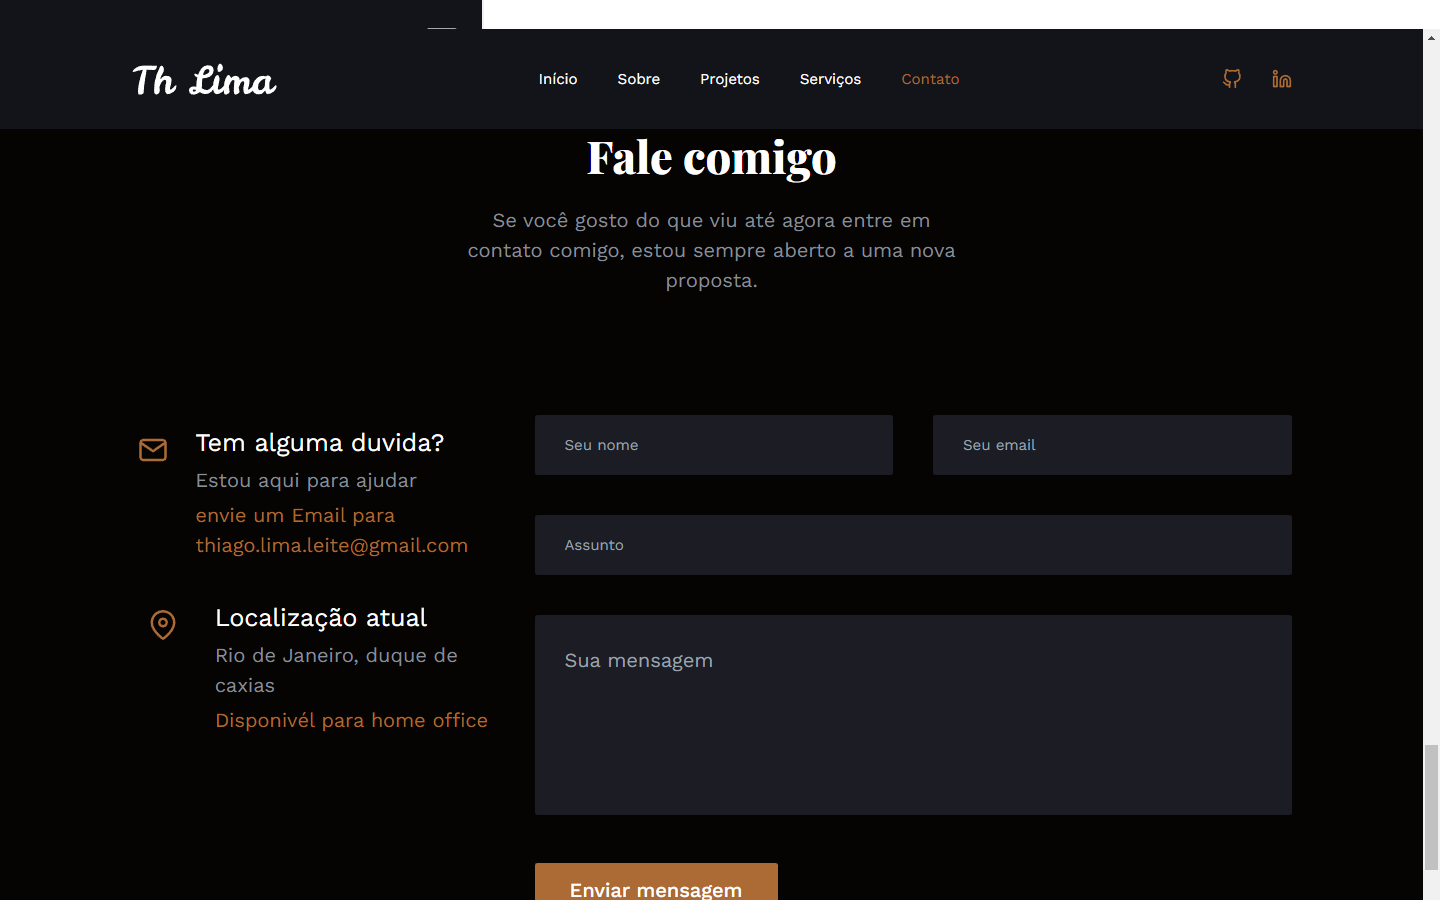 Th Lima
Início
Sobre
Projetos
Serviços
Contato
Fale comigo
Se você gosto do que viu até agora entre em
contato comigo, estou sempre aberto a uma nova
proposta.
Tem alguma duvida?
Estou aqui para ajudar
envie um Email para
thiago.lima.leite@gmail.com
Localização atual
Rio de Janeiro, duque de
caxias
Disponivél para home office
Seu nome
Seu email
Assunto
Sua mensagem
Enviar mensagem